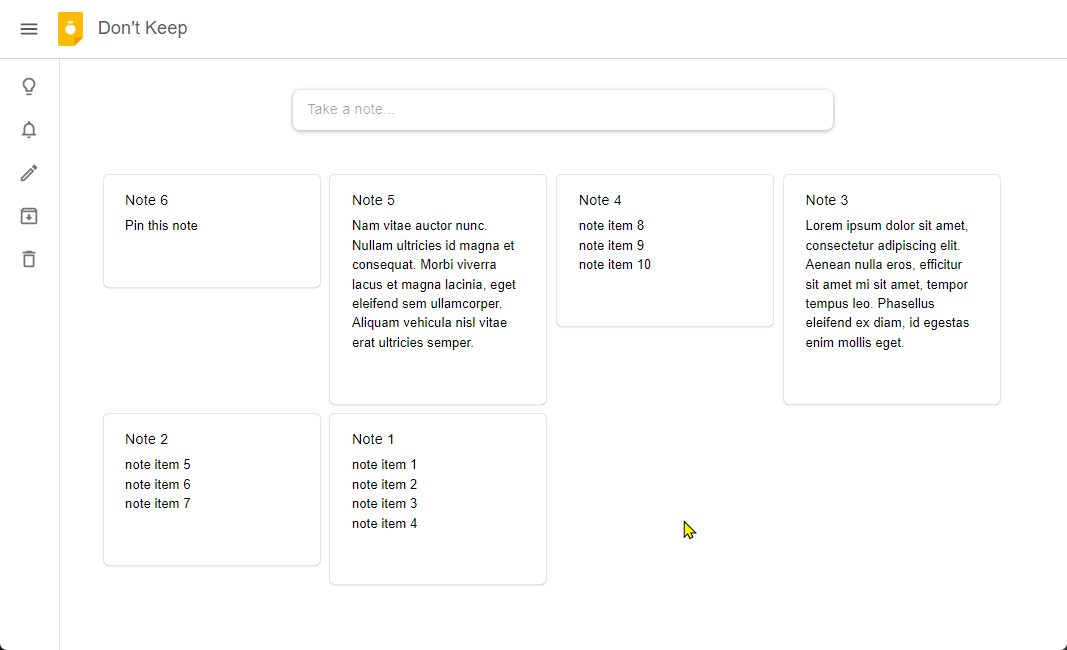 Don't Keep
Take a note...
Note 6
Pin this note
Note 5
Nam vitae auctor nunc.
Nullam ultricies id magna et
consequat. Morbi viverra
lacus et magna lacinia, eget
eleifend sem ullamcorper.
Aliquam vehicula nisl vitae
erat ultricies semper.
Note 4
note item 8
note item 9
note item 10
Note 3
Lorem ipsum dolor sit amet,
consectetur adipiscing elit.
Aenean nulla eros, efficitur
sit amet mi sit amet, tempor
tempus leo. Phasellus
eleifend ex diam, id egestas
enim mollis eget.
Note 2
note item 5
note item 6
note item 7
Note 1
note item 1
note item 2
note item 3
note item 4